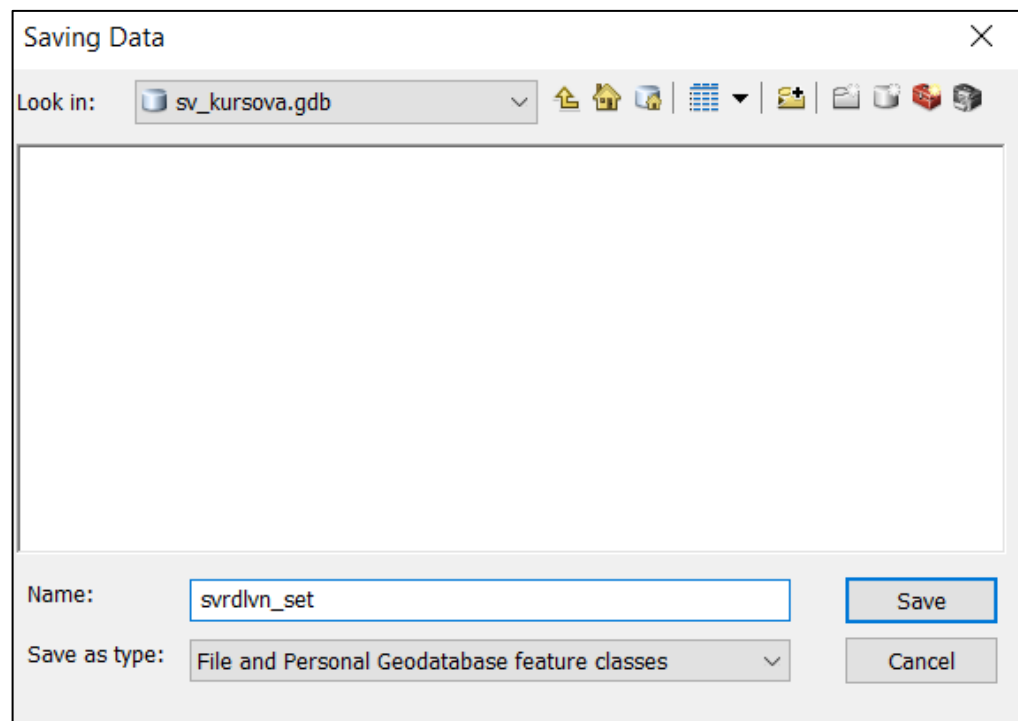 Saving Data
Look in: sv_kursova.gdb
Name: svrdlvn_set
Save
Save as type: File and Personal Geodatabase feature classes
Cancel